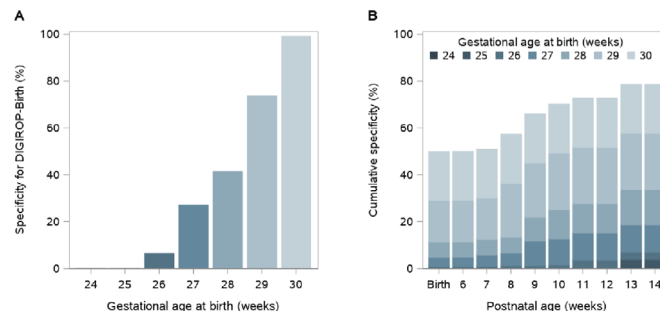 A
Specificity for DIGIROP-Birth (%)
100
80
60
40
20
0
24 25 26 27 28 29 30
Gestational age at birth (weeks)
B
Cumulative specificity (%)
100
80
60
40
20
0
Gestational age at birth (weeks)
24 25 26 27 28 29 30
Birth 6 7 8 9 10 11 12 13 14
Postnatal age (weeks)